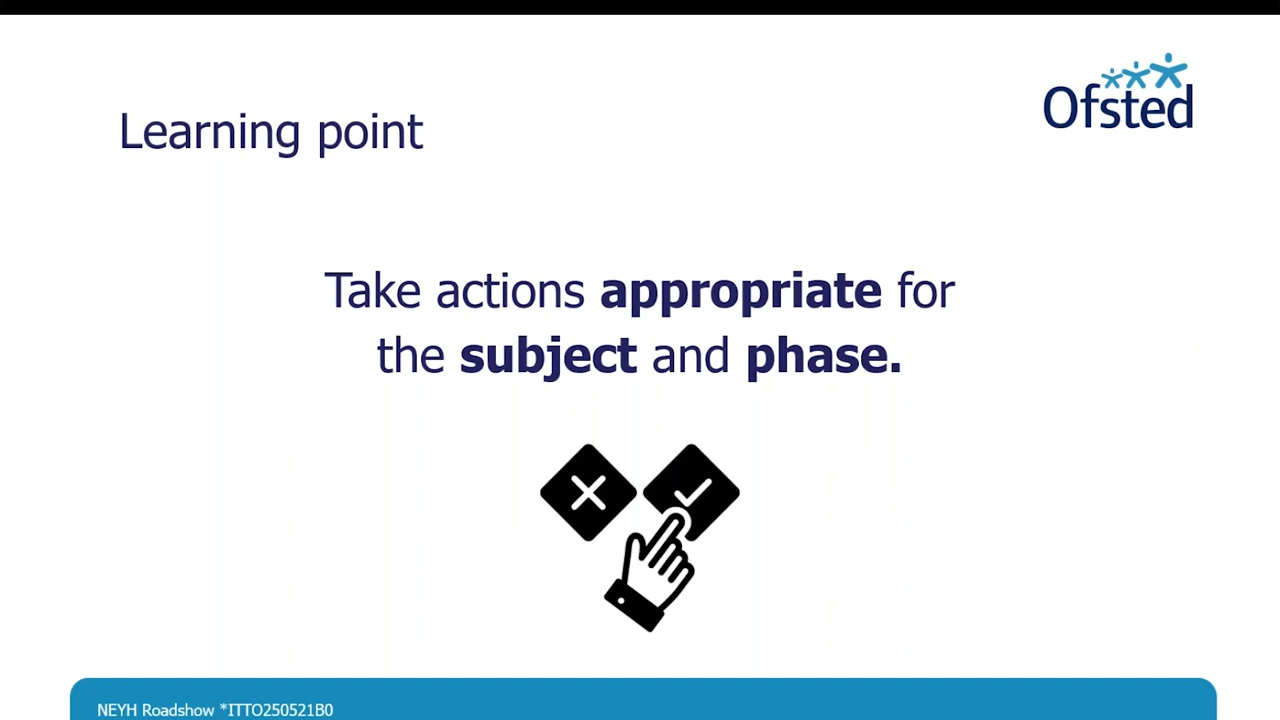 Ofsted
Learning point
Take actions appropriate for
the subject and phase.
NEYH Roadshow *ITTO250521B0